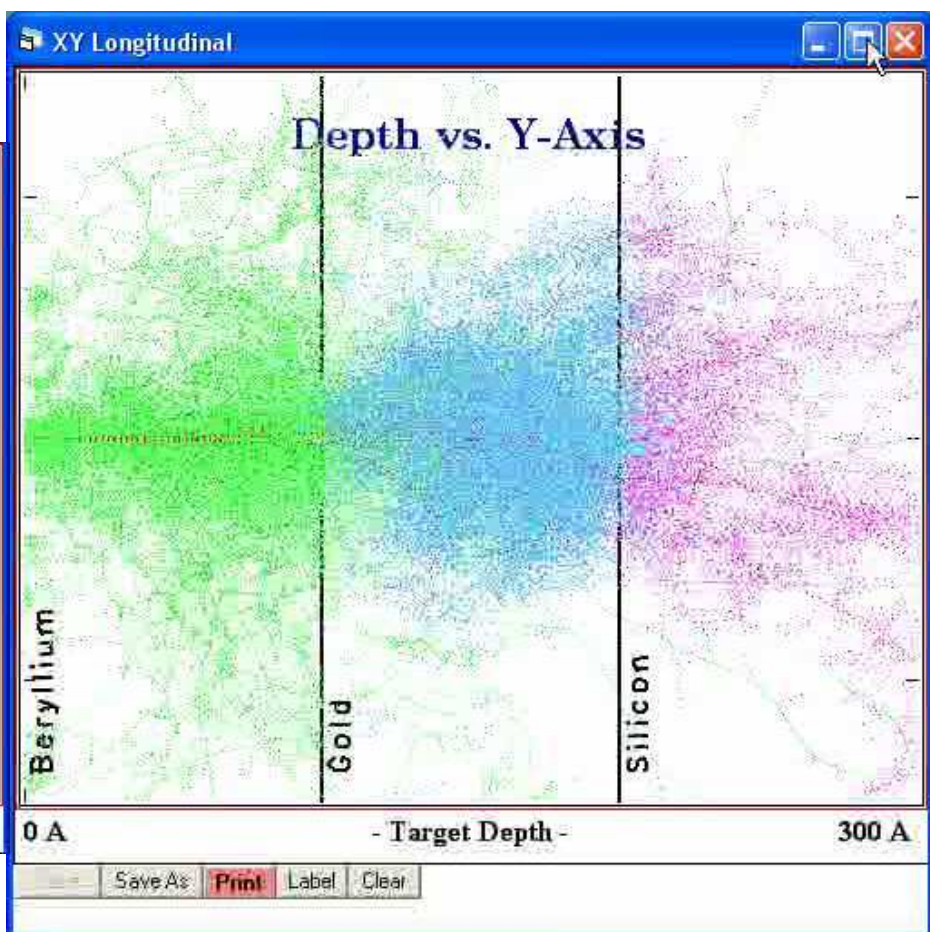 XY Longitudinal
Depth vs. Y-Axis
Beryllium
Gold
Silicon
0 A - Target Depth - 300 A
Save As Print Label Clear